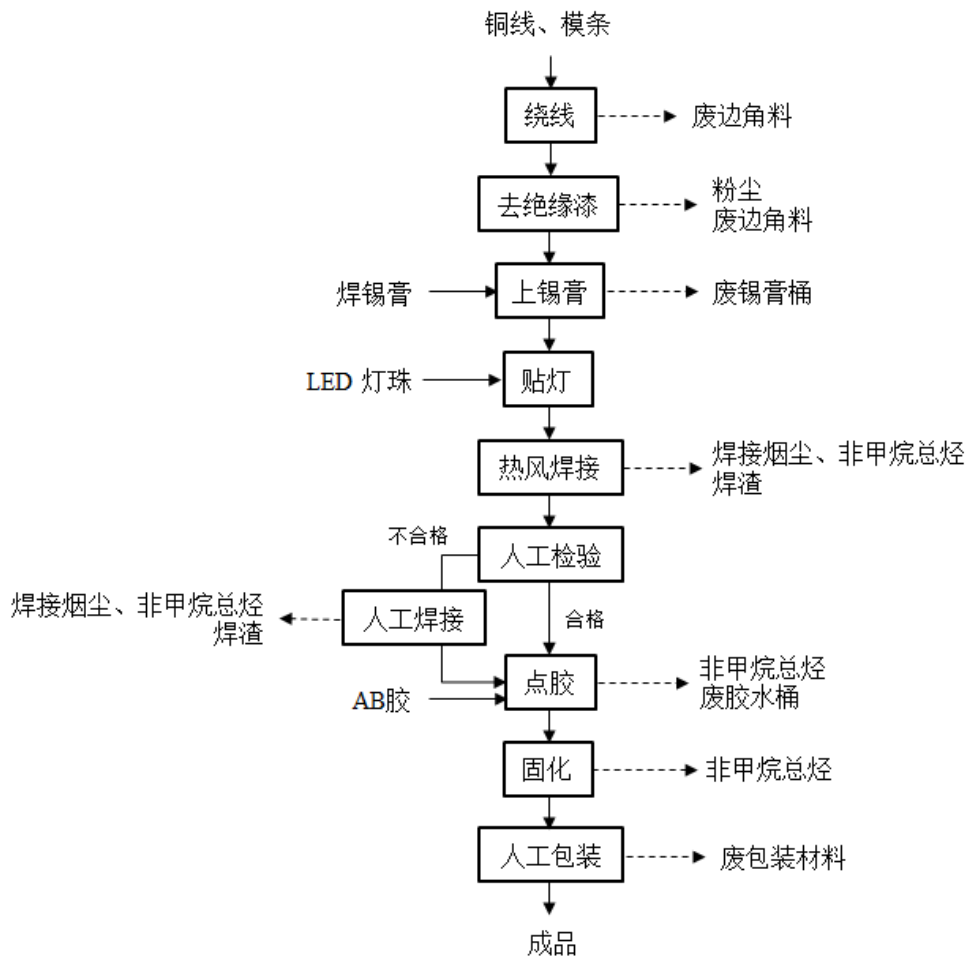 铜线、模条
绕线
废边角料
去绝缘漆
粉尘
废边角料
焊锡膏
上锡膏
废锡膏桶
LED 灯珠
贴灯
热风焊接
焊接烟尘、非甲烷总烃
焊渣
不合格
人工检验
焊接烟尘、非甲烷总烃
焊渣
人工焊接
合格
AB胶
点胶
非甲烷总烃
废胶水桶
固化
非甲烷总烃
人工包装
废包装材料
成品